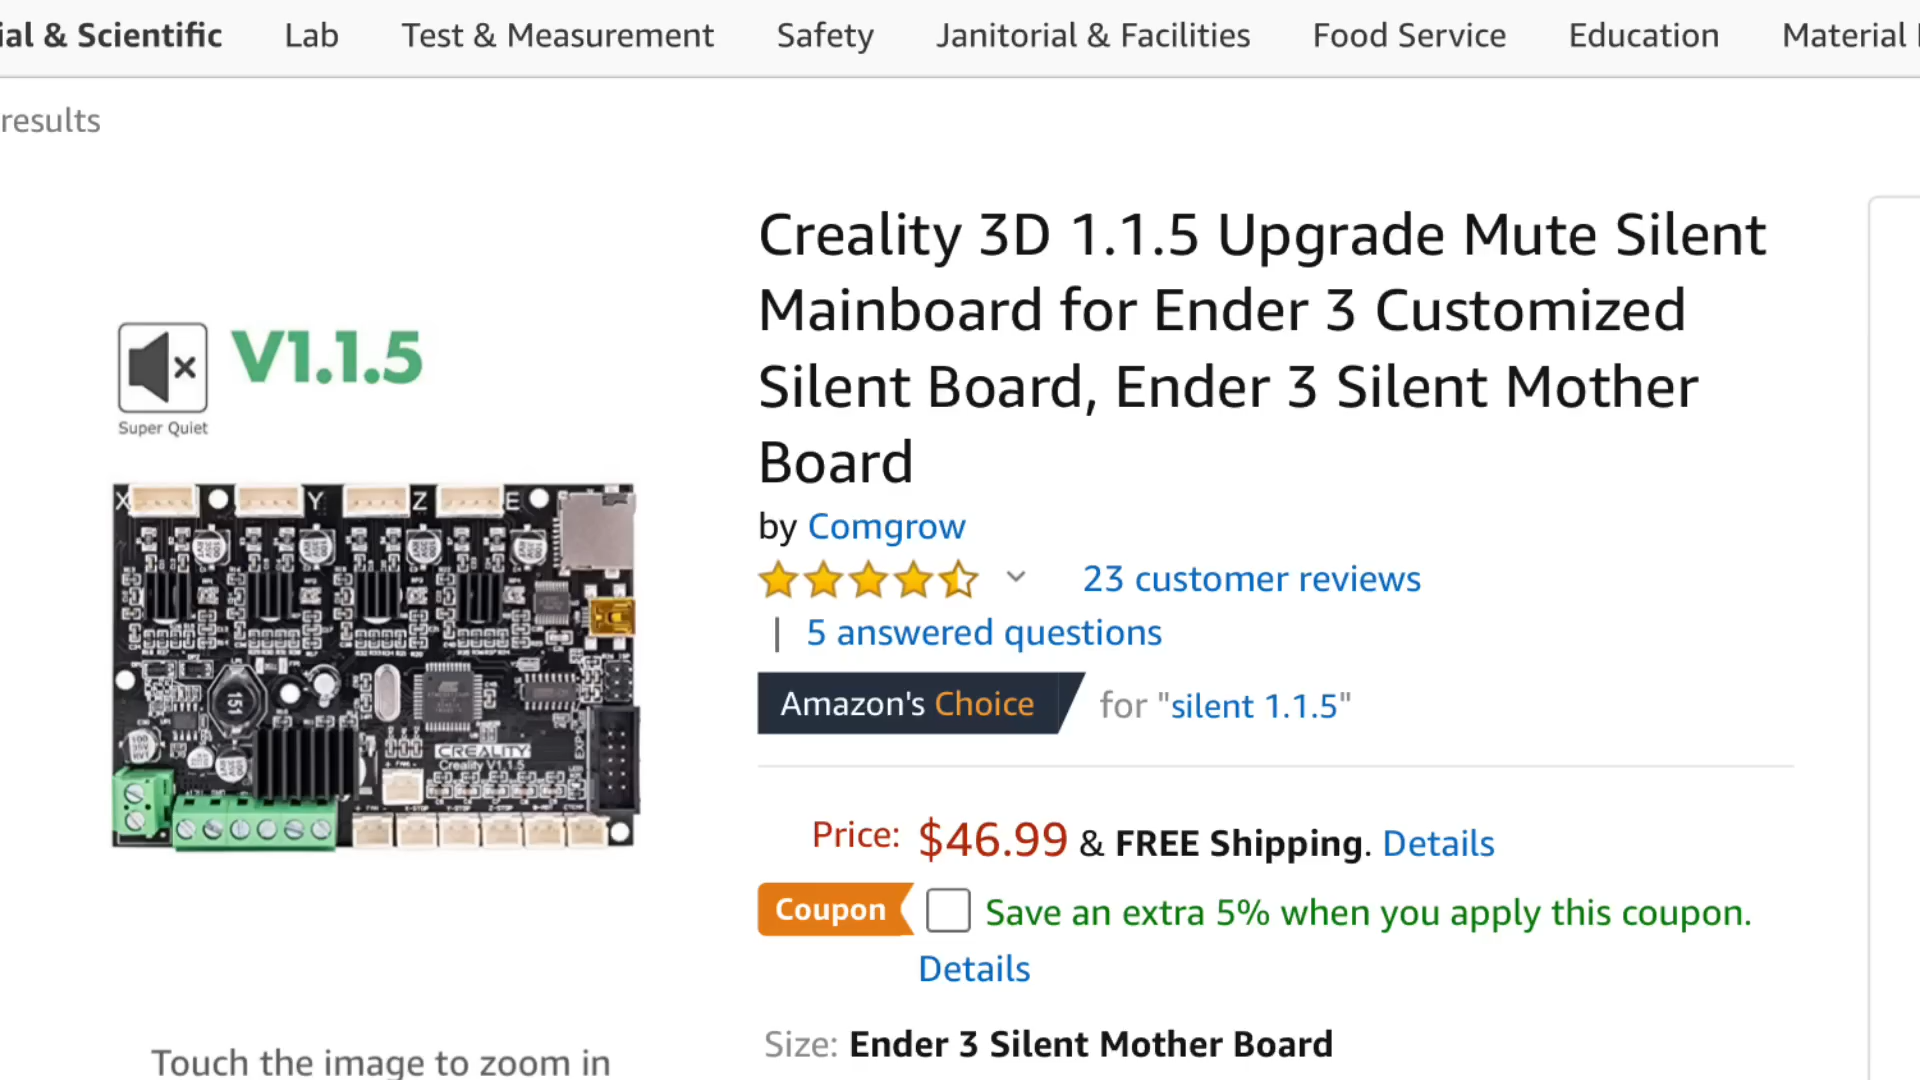 ial & Scientific Lab Test & Measurement Safety Janitorial & Facilities Food Service Education Material
results
V1.1.5
Super Quiet
X Y Z E
151
CREALITY
Creality V1.1.5
Touch the image to zoom in
Creality 3D 1.1.5 Upgrade Mute Silent
Mainboard for Ender 3 Customized
Silent Board, Ender 3 Silent Mother
Board
by Comgrow
23 customer reviews
| 5 answered questions
Amazon's Choice for "silent 1.1.5"
Price: $46.99 & FREE Shipping. Details
Coupon Save an extra 5% when you apply this coupon.
Details
Size: Ender 3 Silent Mother Board